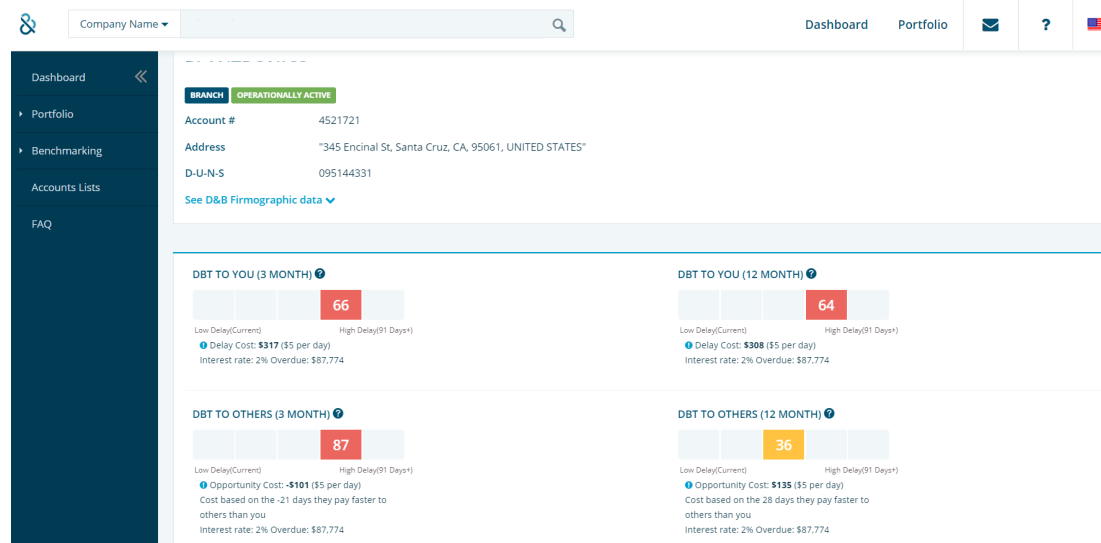 Company Name
Dashboard Portfolio ?
Dashboard
Portfolio
Benchmarking
Accounts Lists
FAQ
BRANCH OPERATIONALLY ACTIVE
Account # 4521721
Address "345 Encinal St, Santa Cruz, CA, 95061, UNITED STATES"
D-U-N-S 095144331
See D&B Firmographic data
DBT TO YOU (3 MONTH) ?
66
Low Delay(Current) High Delay(91 Days+)
Delay Cost: $317 ($5 per day)
Interest rate: 2% Overdue: $87,774
DBT TO YOU (12 MONTH) ?
64
Low Delay(Current) High Delay(91 Days+)
Delay Cost: $308 ($5 per day)
Interest rate: 2% Overdue: $87,774
DBT TO OTHERS (3 MONTH) ?
87
Low Delay(Current) High Delay(91 Days+)
Opportunity Cost: -$101 ($5 per day)
Cost based on the -21 days they pay faster to
others than you
Interest rate: 2% Overdue: $87,774
DBT TO OTHERS (12 MONTH) ?
36
Low Delay(Current) High Delay(91 Days+)
Opportunity Cost: $135 ($5 per day)
Cost based on the 28 days they pay faster to
others than you
Interest rate: 2% Overdue: $87,774